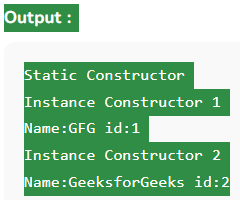 Output :
Static Constructor
Instance Constructor 1
Name:GFG id:1
Instance Constructor 2
Name:GeeksforGeeks id:2